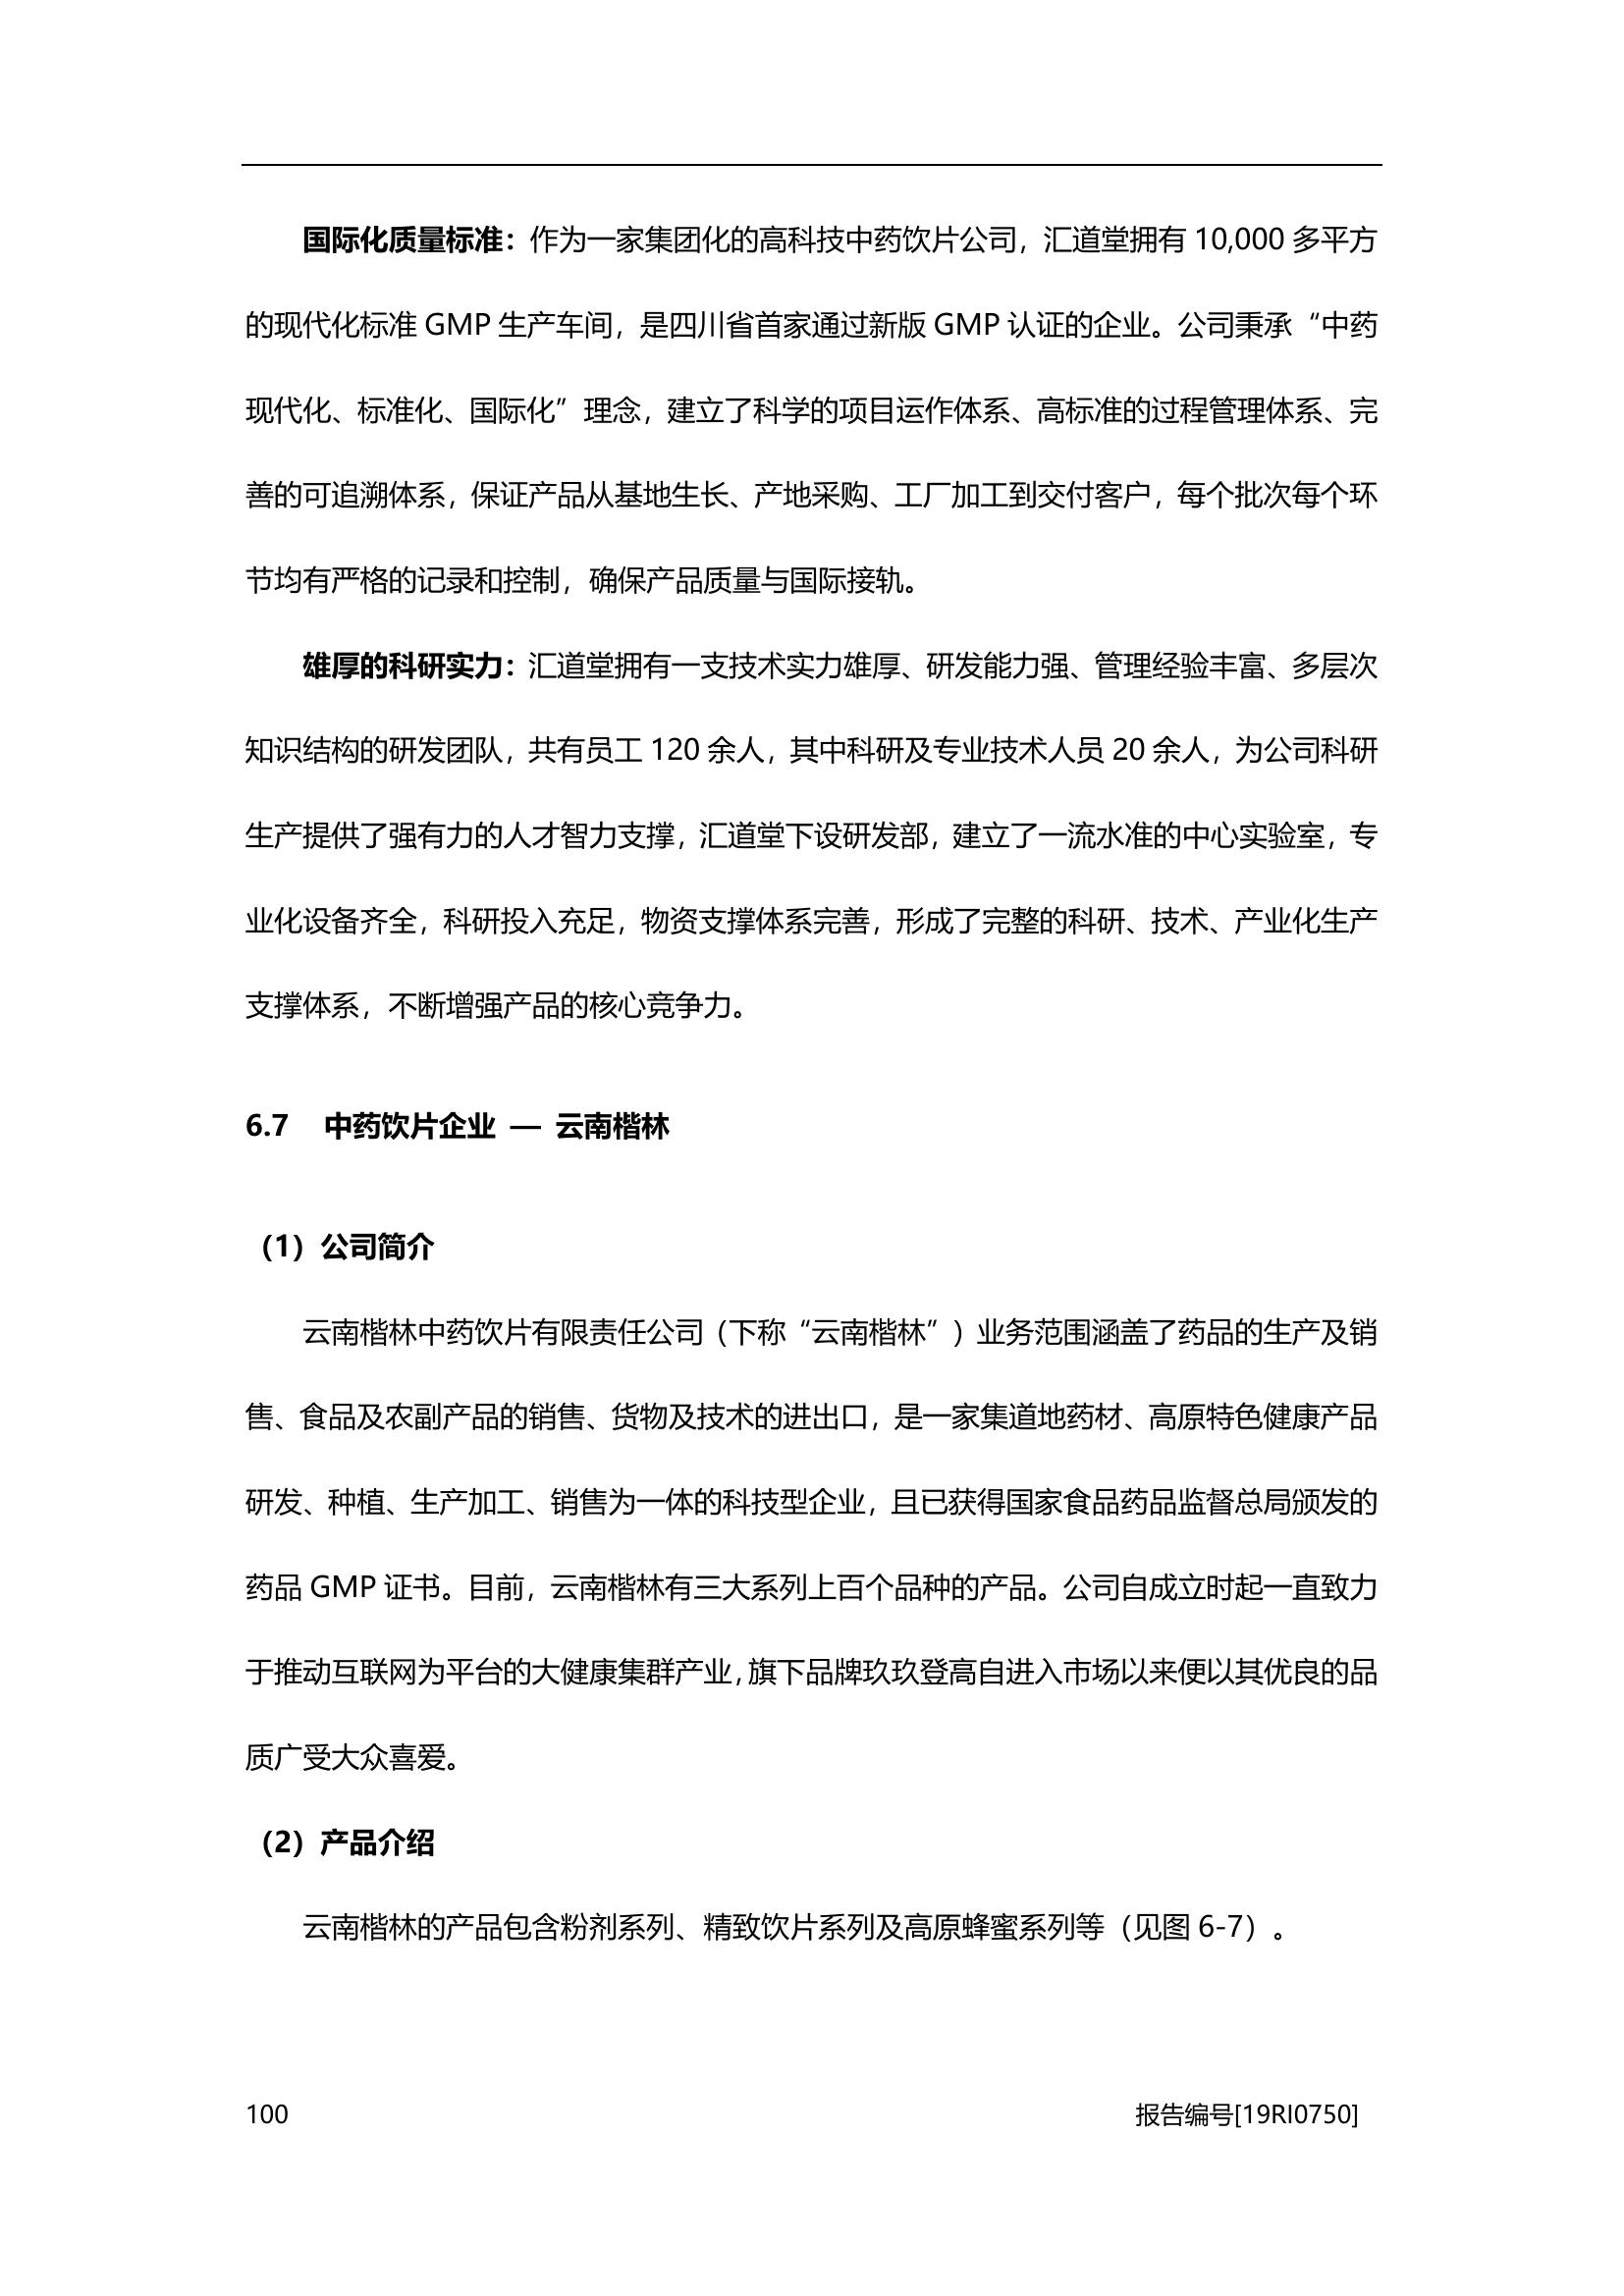 国际化质量标准：作为一家集团化的高科技中药饮片公司，汇道堂拥有 10,000 多平方
的现代化标准 GMP 生产车间，是四川省首家通过新版 GMP 认证的企业。公司秉承“中药
现代化、标准化、国际化”理念，建立了科学的项目运作体系、高标准的过程管理体系、完
善的可追溯体系，保证产品从基地生长、产地采购、工厂加工到交付客户，每个批次每个环
节均有严格的记录和控制，确保产品质量与国际接轨。
雄厚的科研实力：汇道堂拥有一支技术实力雄厚、研发能力强、管理经验丰富、多层次
知识结构的研发团队，共有员工 120 余人，其中科研及专业技术人员 20 余人，为公司科研
生产提供了强有力的人才智力支撑，汇道堂下设研发部，建立了一流水准的中心实验室，专
业化设备齐全，科研投入充足，物资支撑体系完善，形成了完整的科研、技术、产业化生产
支撑体系，不断增强产品的核心竞争力。
6.7 中药饮片企业 — 云南楷林
（1）公司简介
云南楷林中药饮片有限责任公司（下称“云南楷林”）业务范围涵盖了药品的生产及销
售、食品及农副产品的销售、货物及技术的进出口，是一家集道地药材、高原特色健康产品
研发、种植、生产加工、销售为一体的科技型企业，且已获得国家食品药品监督总局颁发的
药品 GMP 证书。目前，云南楷林有三大系列上百个品种的产品。公司自成立时起一直致力
于推动互联网为平台的大健康集群产业，旗下品牌玖玖登高自进入市场以来便以其优良的品
质广受大众喜爱。
（2）产品介绍
云南楷林的产品包含粉剂系列、精致饮片系列及高原蜂蜜系列等（见图 6-7）。
100 报告编号[19RI0750]